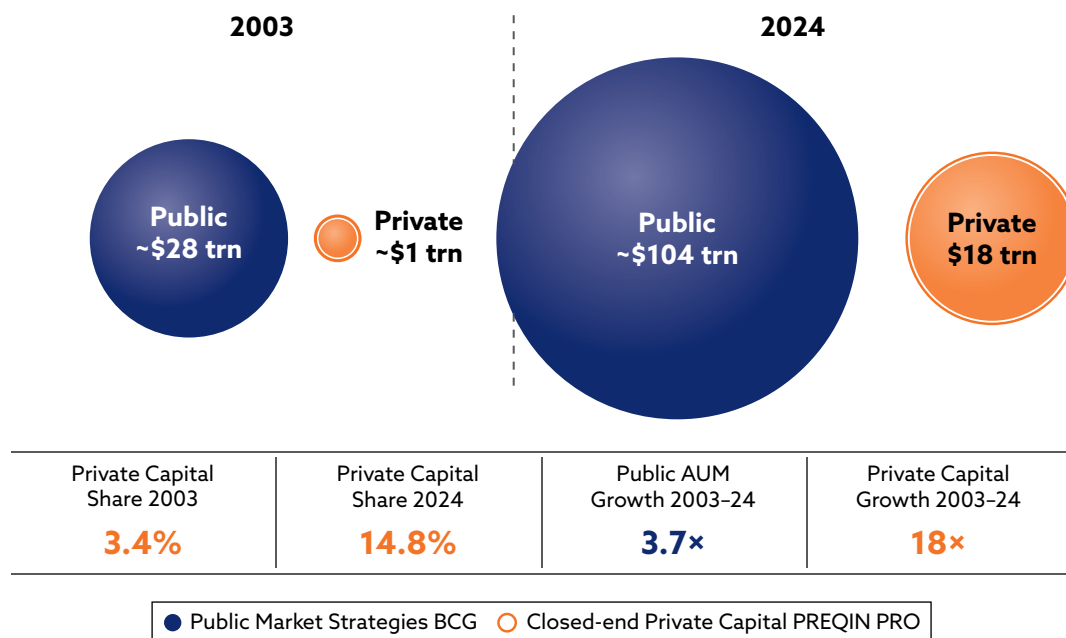 2003
2024
Public
~$28 trn
Private
~$1 trn
Public
~$104 trn
Private
$18 trn
Private Capital
Share 2003
3.4%
Private Capital
Share 2024
14.8%
Public AUM
Growth 2003–24
3.7×
Private Capital
Growth 2003–24
18×
Public Market Strategies BCG
Closed-end Private Capital PREQIN PRO